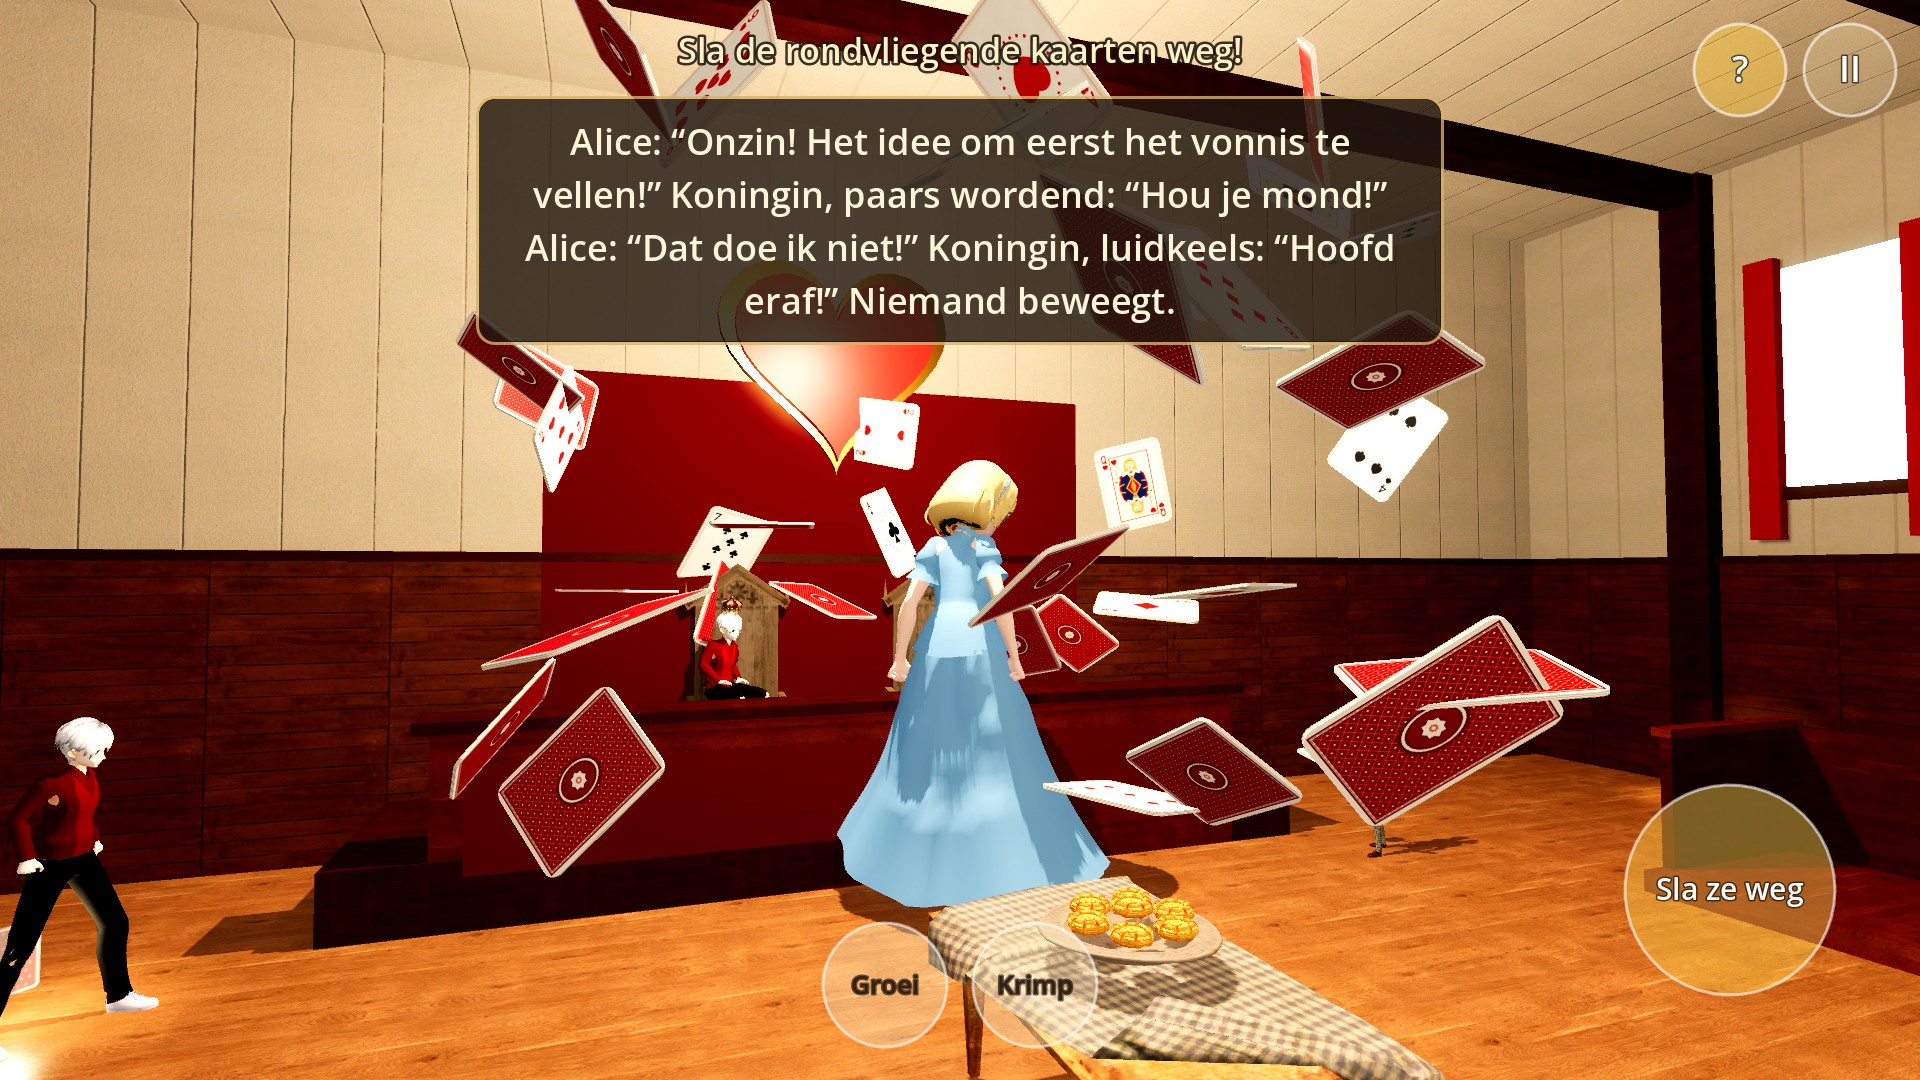 Sla de rondvliegende kaarten weg!
?
II
Alice: “Onzin! Het idee om eerst het vonnis te
vellen!” Koningin, paars wordend: “Hou je mond!”
Alice: “Dat doe ik niet!” Koningin, luidkeels: “Hoofd
eraf!” Niemand beweegt.
Sla ze weg
Groei
Krimp